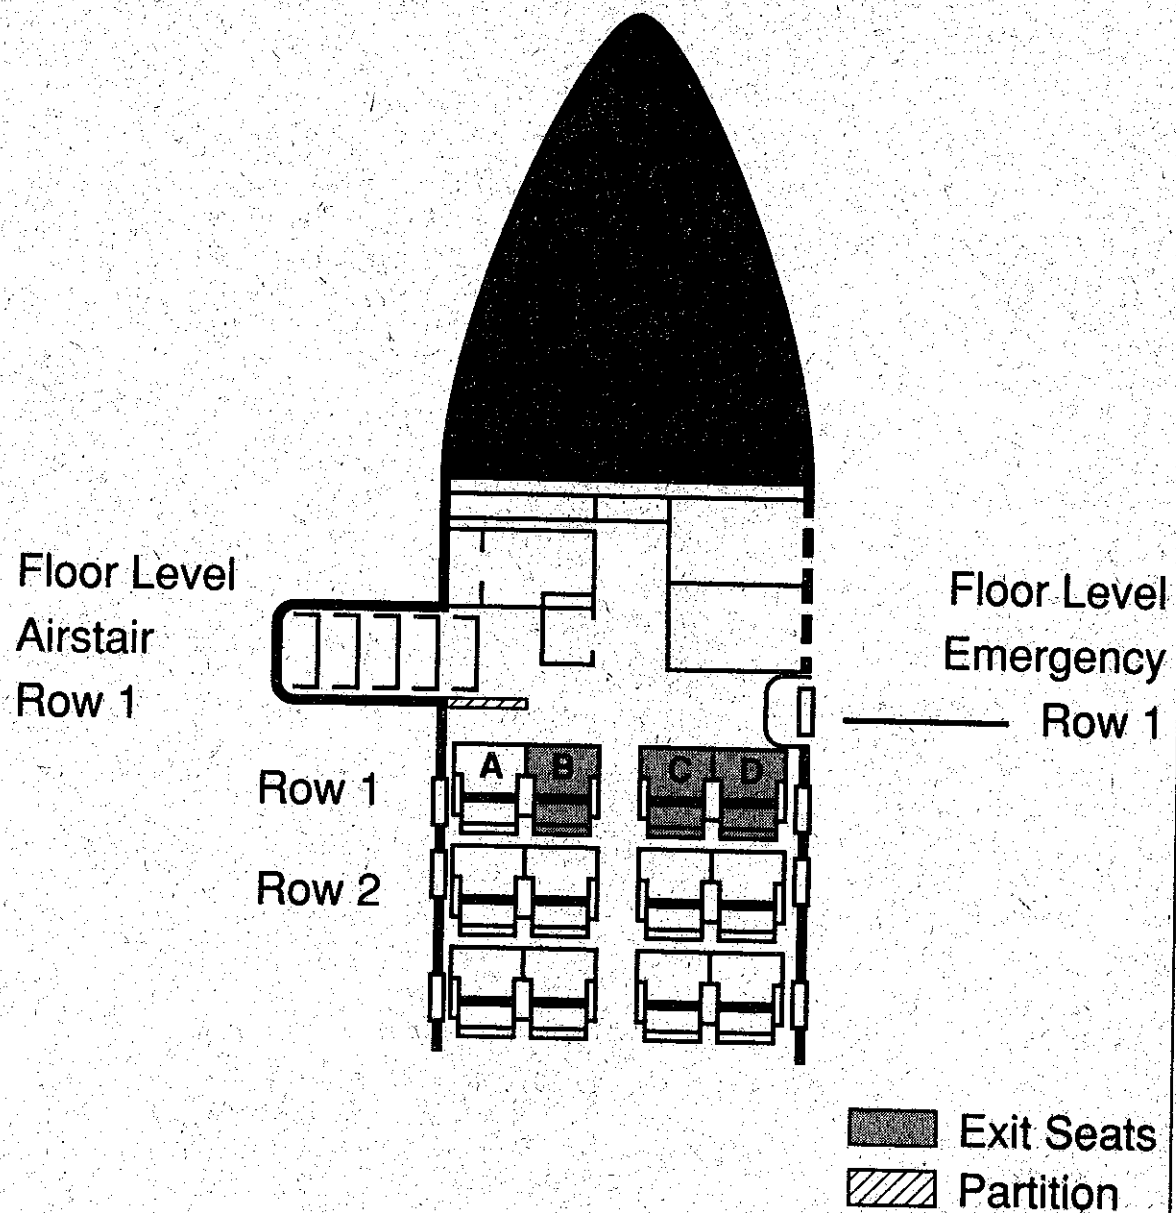 Floor Level
Airstair
Row 1
Floor Level
Emergency
Row 1
Row 1
A B C D
Row 2
Exit Seats
Partition